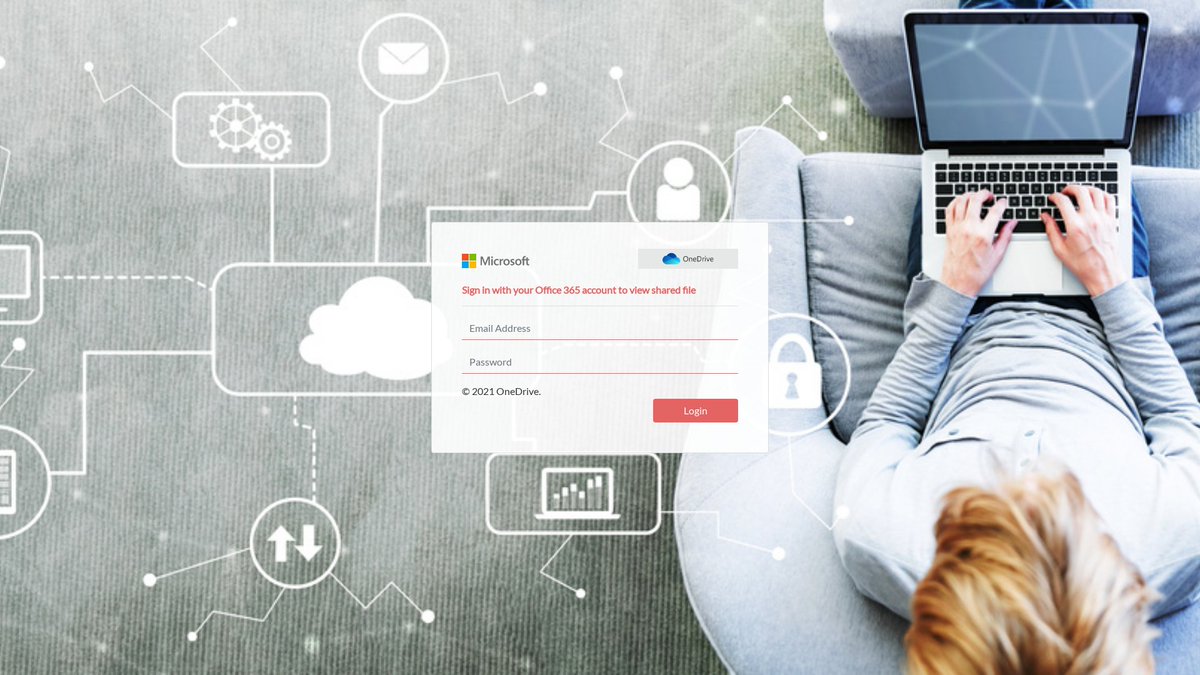 Microsoft
OneDrive
Sign in with your Office 365 account to view shared file
Email Address
Password
© 2021 OneDrive.
Login